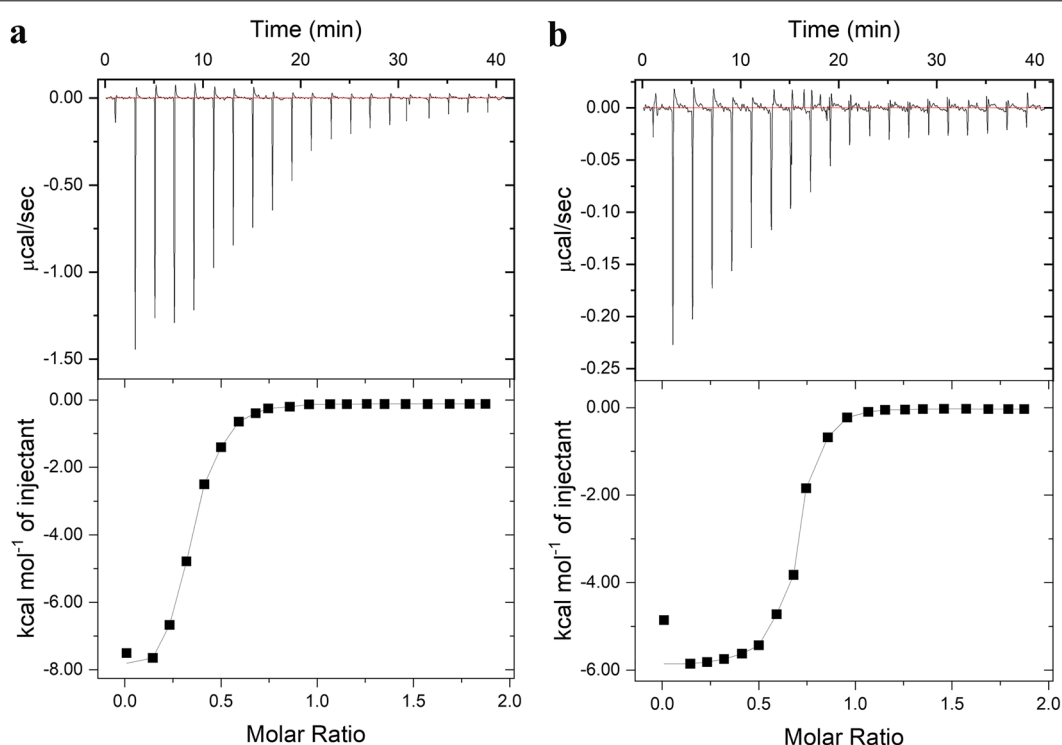 a
Time (min)
0 10 20 30 40
0.00
-0.50
-1.00
-1.50
μcal/sec
0.00
-2.00
-4.00
-6.00
-8.00
kcal mol⁻¹ of injectant
0.0 0.5 1.0 1.5 2.0
Molar Ratio
b
Time (min)
0 10 20 30 40
0.00
-0.05
-0.10
-0.15
-0.20
-0.25
μcal/sec
0.00
-2.00
-4.00
-6.00
kcal mol⁻¹ of injectant
0.0 0.5 1.0 1.5 2.0
Molar Ratio